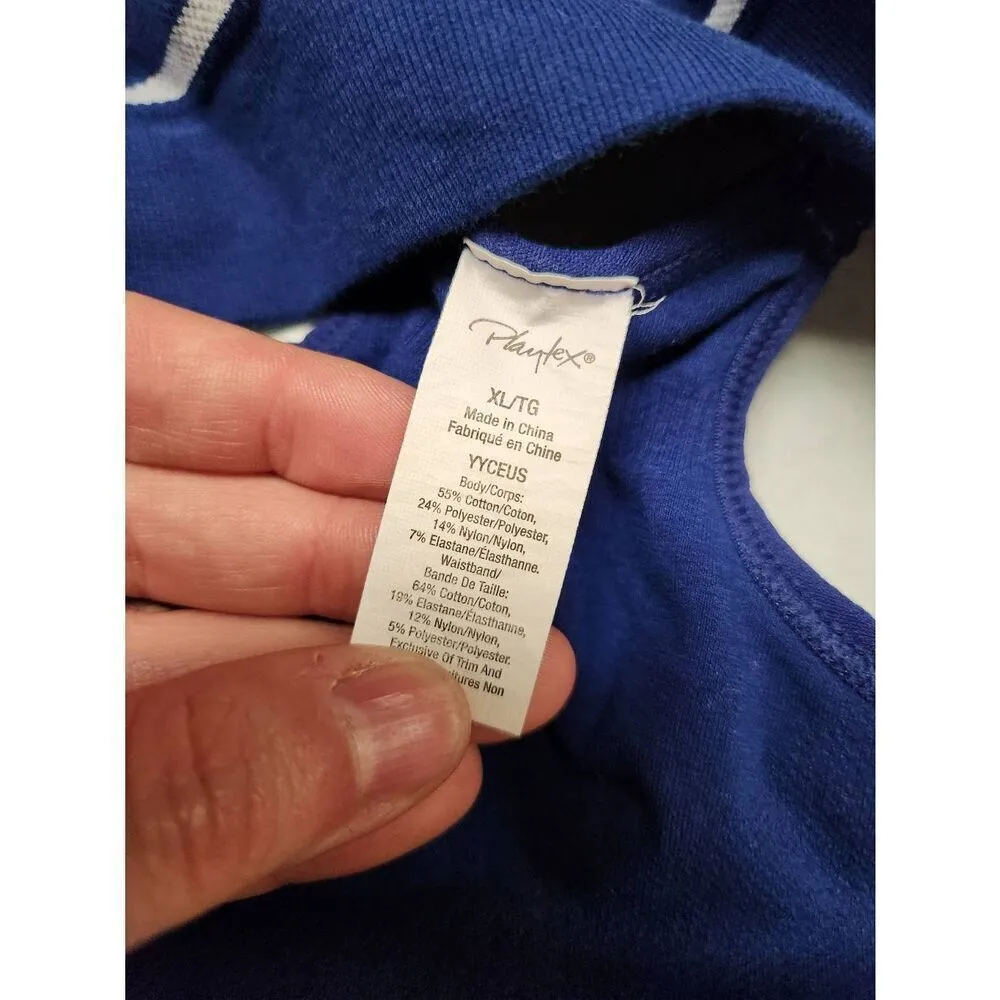 Playtex®
XL/TG
Made in China
Fabriqué en Chine
YYCEUS
Body/Corps:
55% Cotton/Coton,
24% Polyester/Polyester,
14% Nylon/Nylon,
7% Elastane/Élasthanne.
Waistband/
Bande De Taille:
64% Cotton/Coton,
19% Elastane/Élasthanne,
12% Nylon/Nylon,
5% Polyester/Polyester.
Exclusive Of Trim And
Non